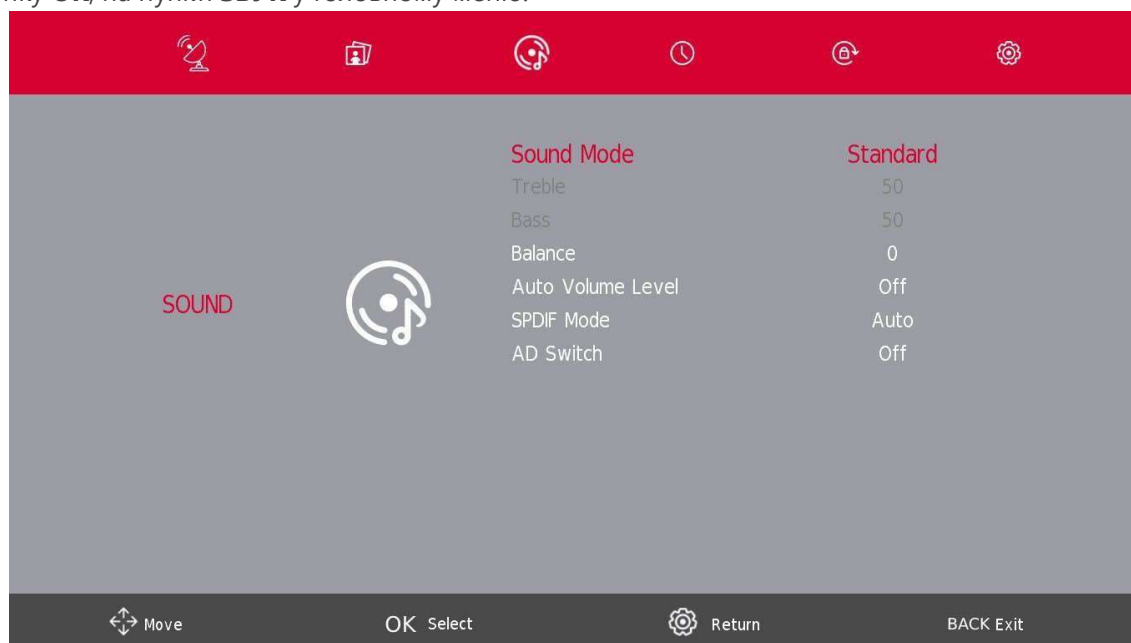 Sound Mode Standard
Treble 50
Bass 50
Balance 0
Auto Volume Level Off
SOUND
SPDIF Mode Auto
AD Switch Off
Move OK Select Return BACK Exit